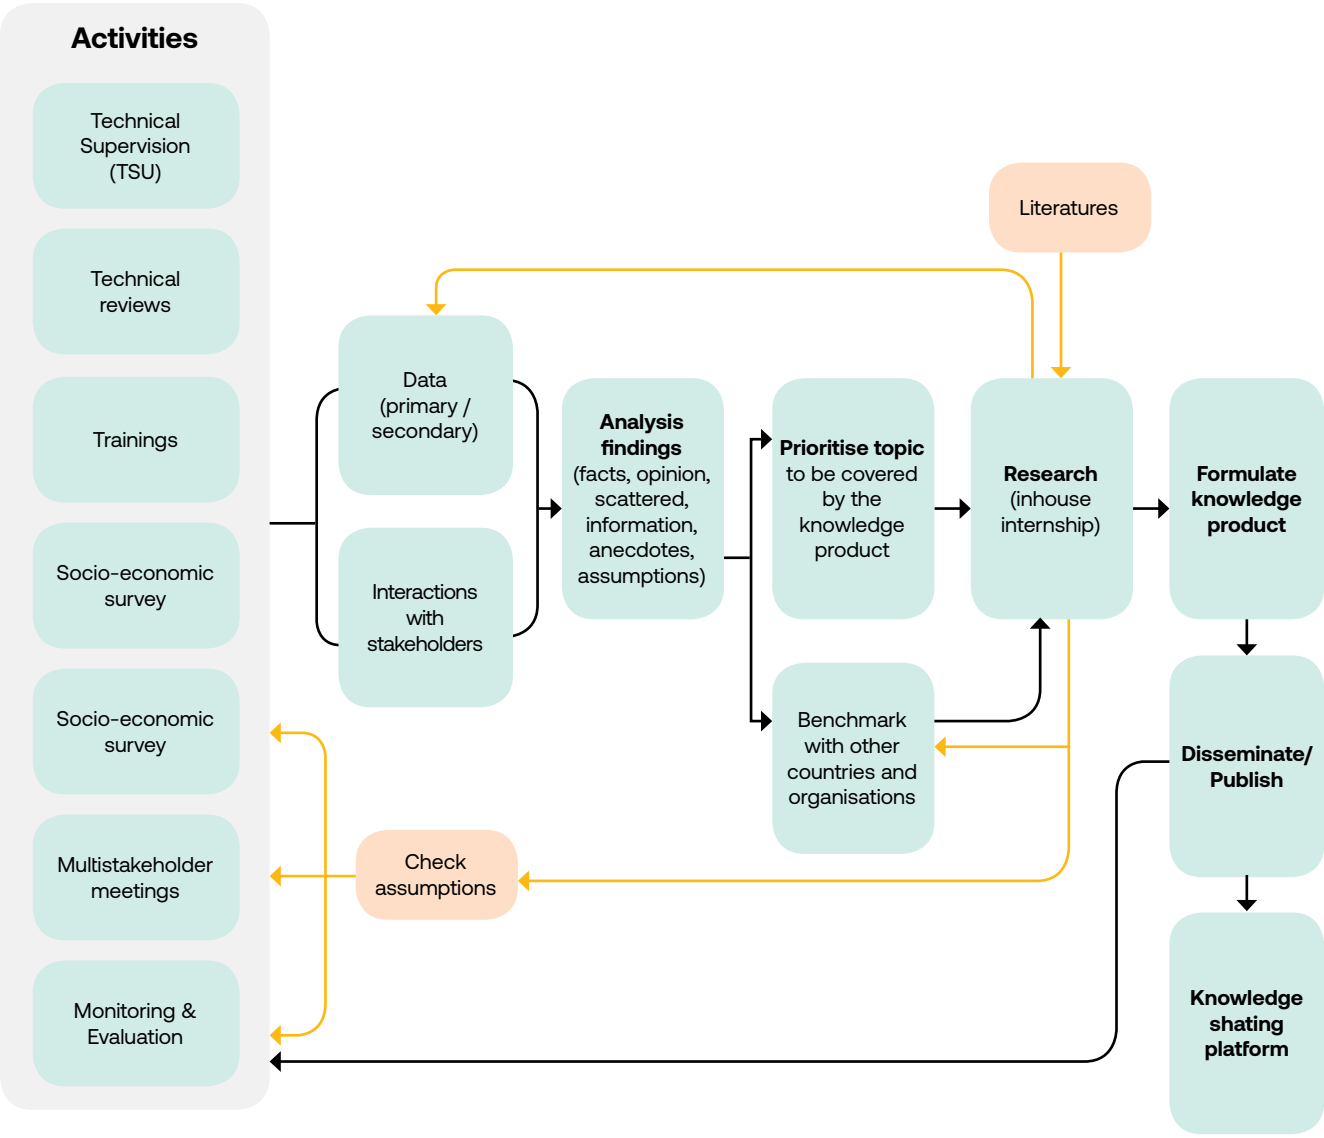 Activities
Technical
Supervision
(TSU)
Technical
reviews
Trainings
Socio-economic
survey
Socio-economic
survey
Multistakeholder
meetings
Monitoring &
Evaluation
Data
(primary /
secondary)
Interactions
with
stakeholders
Check
assumptions
Analysis
findings
(facts, opinion,
scattered,
information,
anecdotes,
assumptions)
Prioritise topic
to be covered
by the
knowledge
product
Benchmark
with other
countries and
organisations
Literatures
Research
(inhouse
internship)
Formulate
knowledge
product
Disseminate/
Publish
Knowledge
shating
platform